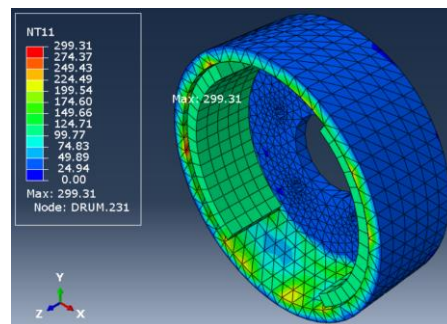 NT11
299.31
274.37
249.43
224.49
199.54
174.60
149.66
124.71
99.77
74.83
49.89
24.94
0.00
Max: 299.31
Node: DRUM.231
Max: 299.31
Y
Z
X